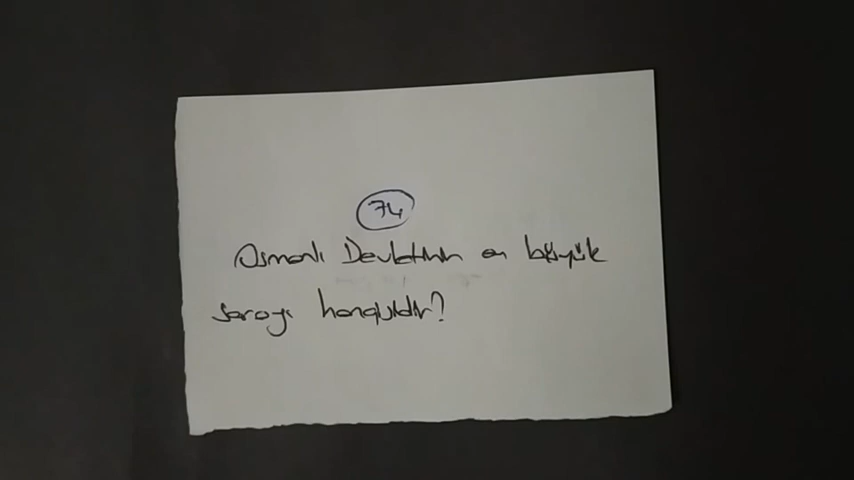 74
Osmanlı Devletinin en büyük
sarayı hangisidir?